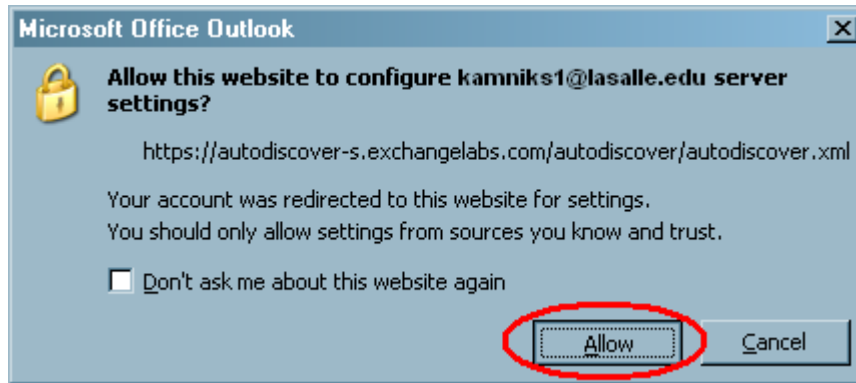 Microsoft Office Outlook
Allow this website to configure kamniks1@lasalle.edu server
settings?
https://autodiscover-s.exchangelabs.com/autodiscover/autodiscover.xml
Your account was redirected to this website for settings.
You should only allow settings from sources you know and trust.
Don't ask me about this website again
Allow Cancel